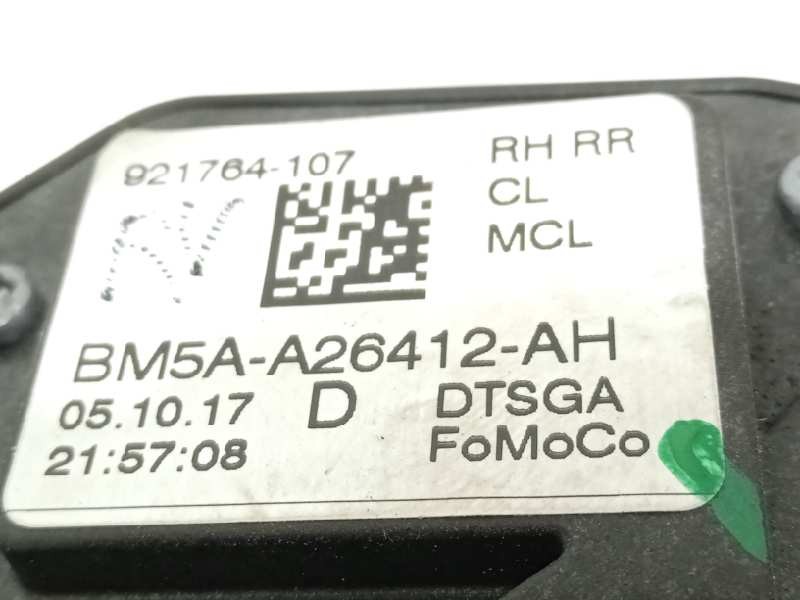 921764-107
RH RR
CL
MCL
BM5A-A26412-AH
05.10.17 D DTSGA
21:57:08 FoMoCo